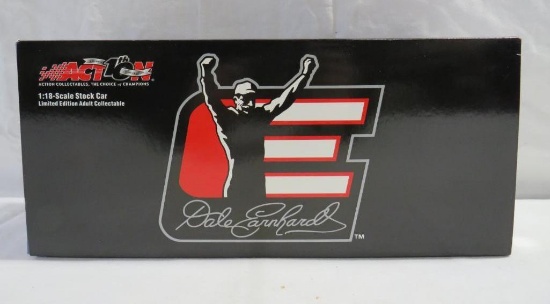 ACTION
10th
ACTION COLLECTABLES, THE CHOICE of CHAMPIONS
1:18-Scale Stock Car
Limited Edition Adult Collectable
E
Dale Earnhardt
TM